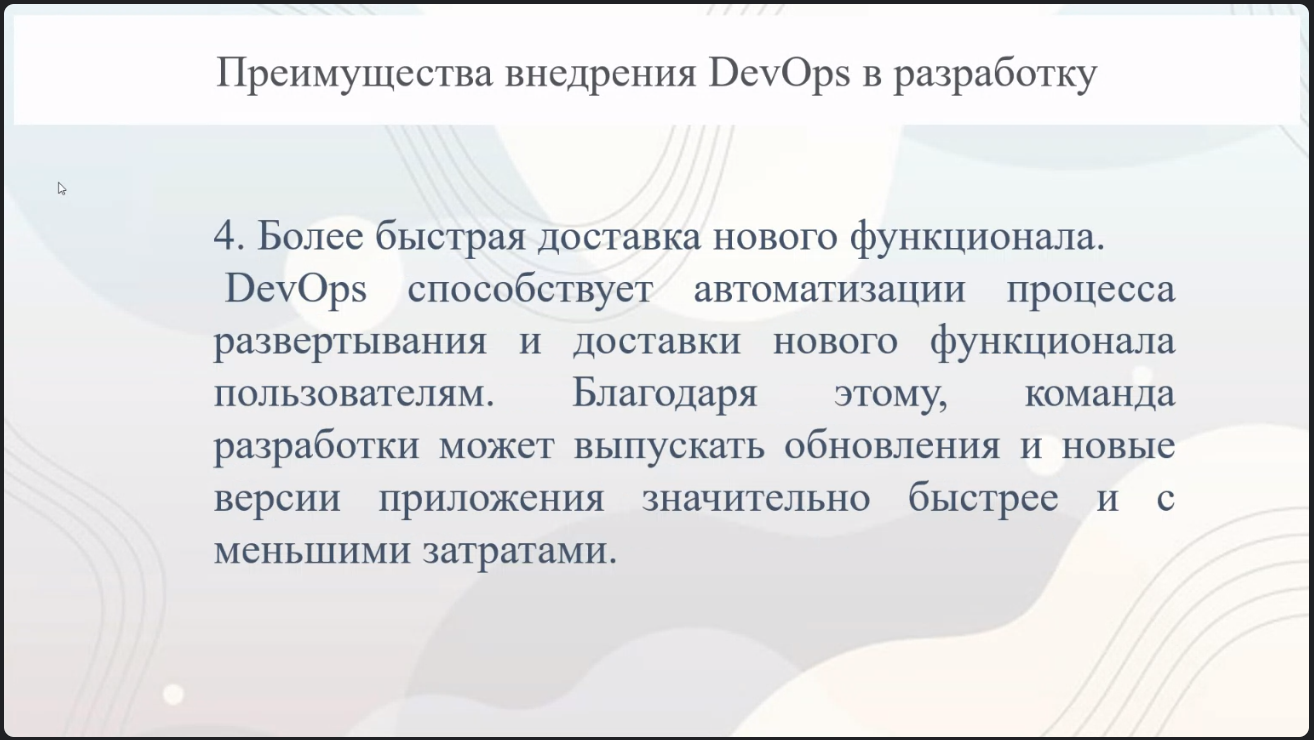 Преимущества внедрения DevOps в разработку
4. Более быстрая доставка нового функционала.
DevOps способствует автоматизации процесса
развертывания и доставки нового функционала
пользователям. Благодаря этому, команда
разработки может выпускать обновления и новые
версии приложения значительно быстрее и с
меньшими затратами.